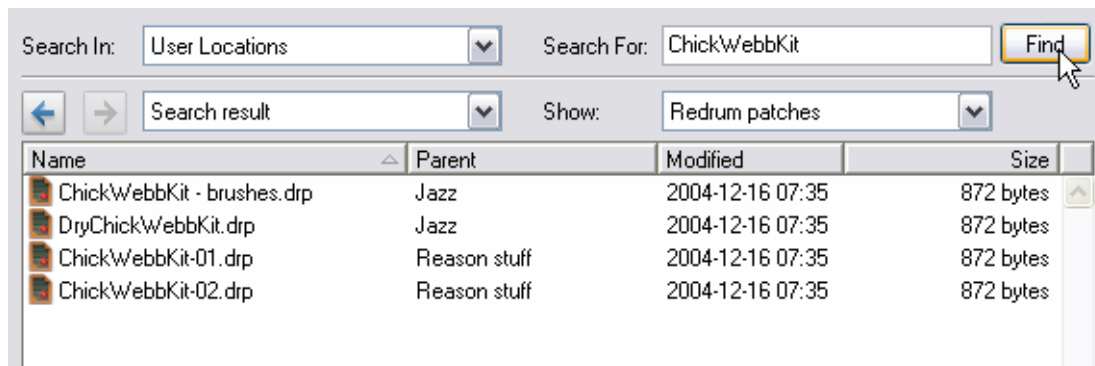 Search In: User Locations Search For: ChickWebbKit Find
Search result Show: Redrum patches
Name Parent Modified Size
ChickWebbKit - brushes.drp Jazz 2004-12-16 07:35 872 bytes
DryChickWebbKit.drp Jazz 2004-12-16 07:35 872 bytes
ChickWebbKit-01.drp Reason stuff 2004-12-16 07:35 872 bytes
ChickWebbKit-02.drp Reason stuff 2004-12-16 07:35 872 bytes